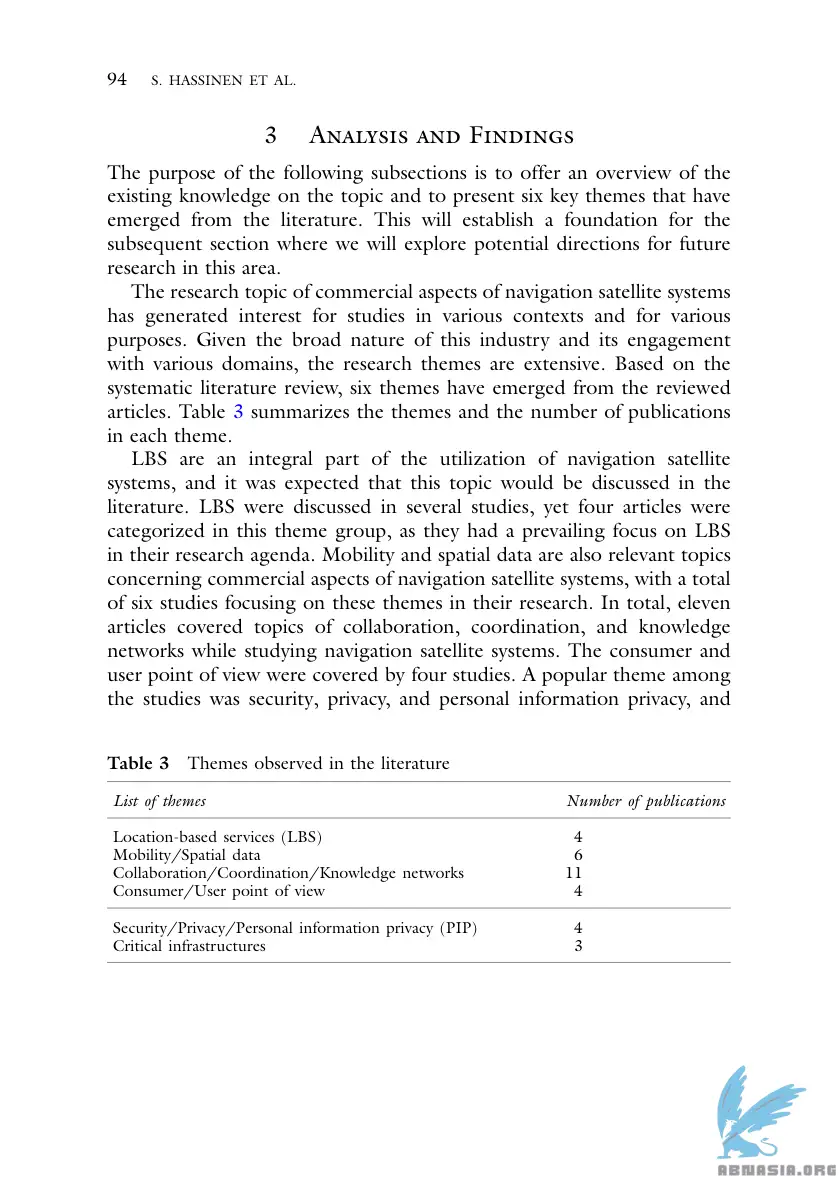 94 S. HASSINEN ET AL.
3 Analysis and Findings
The purpose of the following subsections is to offer an overview of the
existing knowledge on the topic and to present six key themes that have
emerged from the literature. This will establish a foundation for the
subsequent section where we will explore potential directions for future
research in this area.
The research topic of commercial aspects of navigation satellite systems
has generated interest for studies in various contexts and for various
purposes. Given the broad nature of this industry and its engagement
with various domains, the research themes are extensive. Based on the
systematic literature review, six themes have emerged from the reviewed
articles. Table 3 summarizes the themes and the number of publications
in each theme.
LBS are an integral part of the utilization of navigation satellite
systems, and it was expected that this topic would be discussed in the
literature. LBS were discussed in several studies, yet four articles were
categorized in this theme group, as they had a prevailing focus on LBS
in their research agenda. Mobility and spatial data are also relevant topics
concerning commercial aspects of navigation satellite systems, with a total
of six studies focusing on these themes in their research. In total, eleven
articles covered topics of collaboration, coordination, and knowledge
networks while studying navigation satellite systems. The consumer and
user point of view were covered by four studies. A popular theme among
the studies was security, privacy, and personal information privacy, and
Table 3 Themes observed in the literature
List of themes Number of publications
Location-based services (LBS) 4
Mobility/Spatial data 6
Collaboration/Coordination/Knowledge networks 11
Consumer/User point of view 4
Security/Privacy/Personal information privacy (PIP) 4
Critical infrastructures 3
ABNASIA.ORG